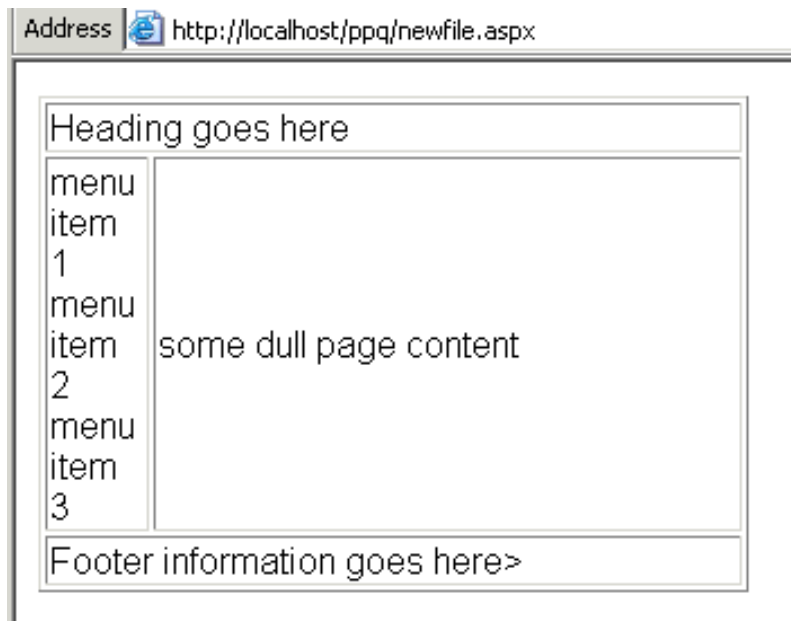 Address http://localhost/ppq/newfile.aspx
Heading goes here
menu
item
1
menu
item
2
menu
item
3
some dull page content
Footer information goes here>